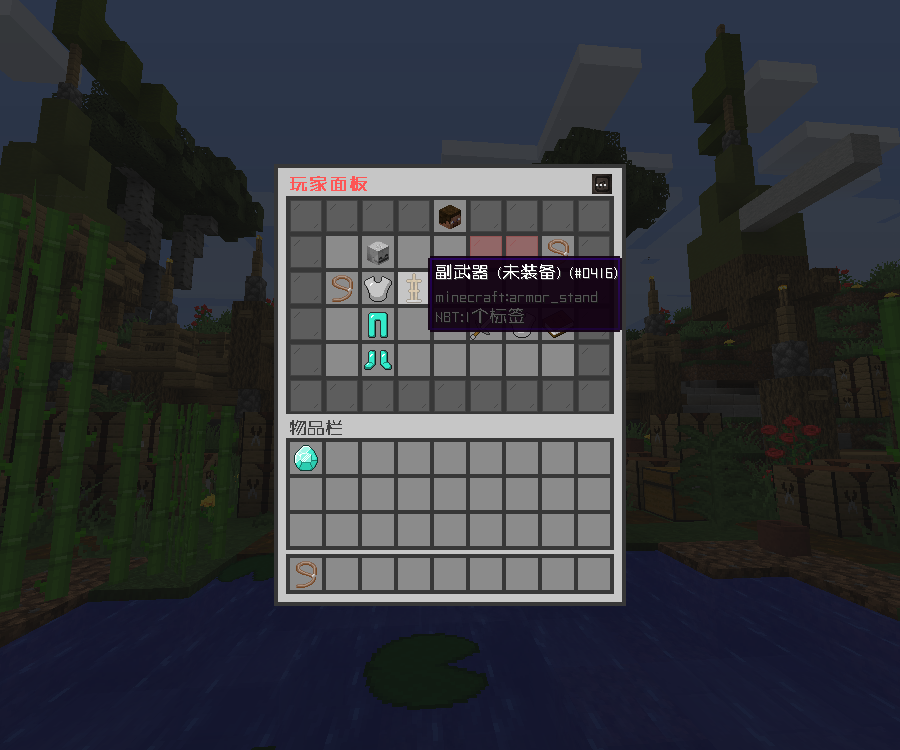 玩家面板
副武器 (未装备) (#0416)
minecraft:armor_stand
NBT:1个标签
物品栏